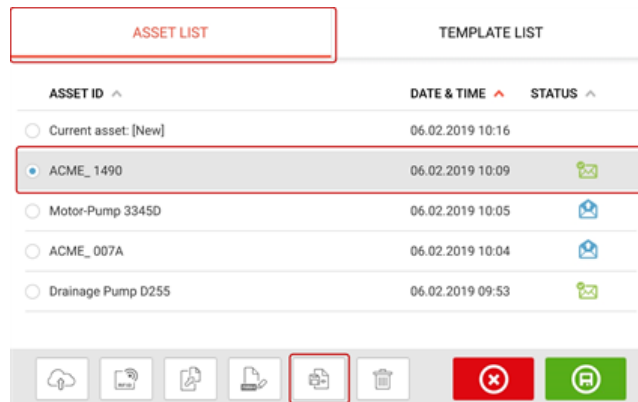 ASSET LIST TEMPLATE LIST
ASSET ID DATE & TIME STATUS
Current asset: [New] 06.02.2019 10:16
ACME_ 1490 06.02.2019 10:09
Motor-Pump 3345D 06.02.2019 10:05
ACME_ 007A 06.02.2019 10:04
Drainage Pump D255 06.02.2019 09:53
RFID